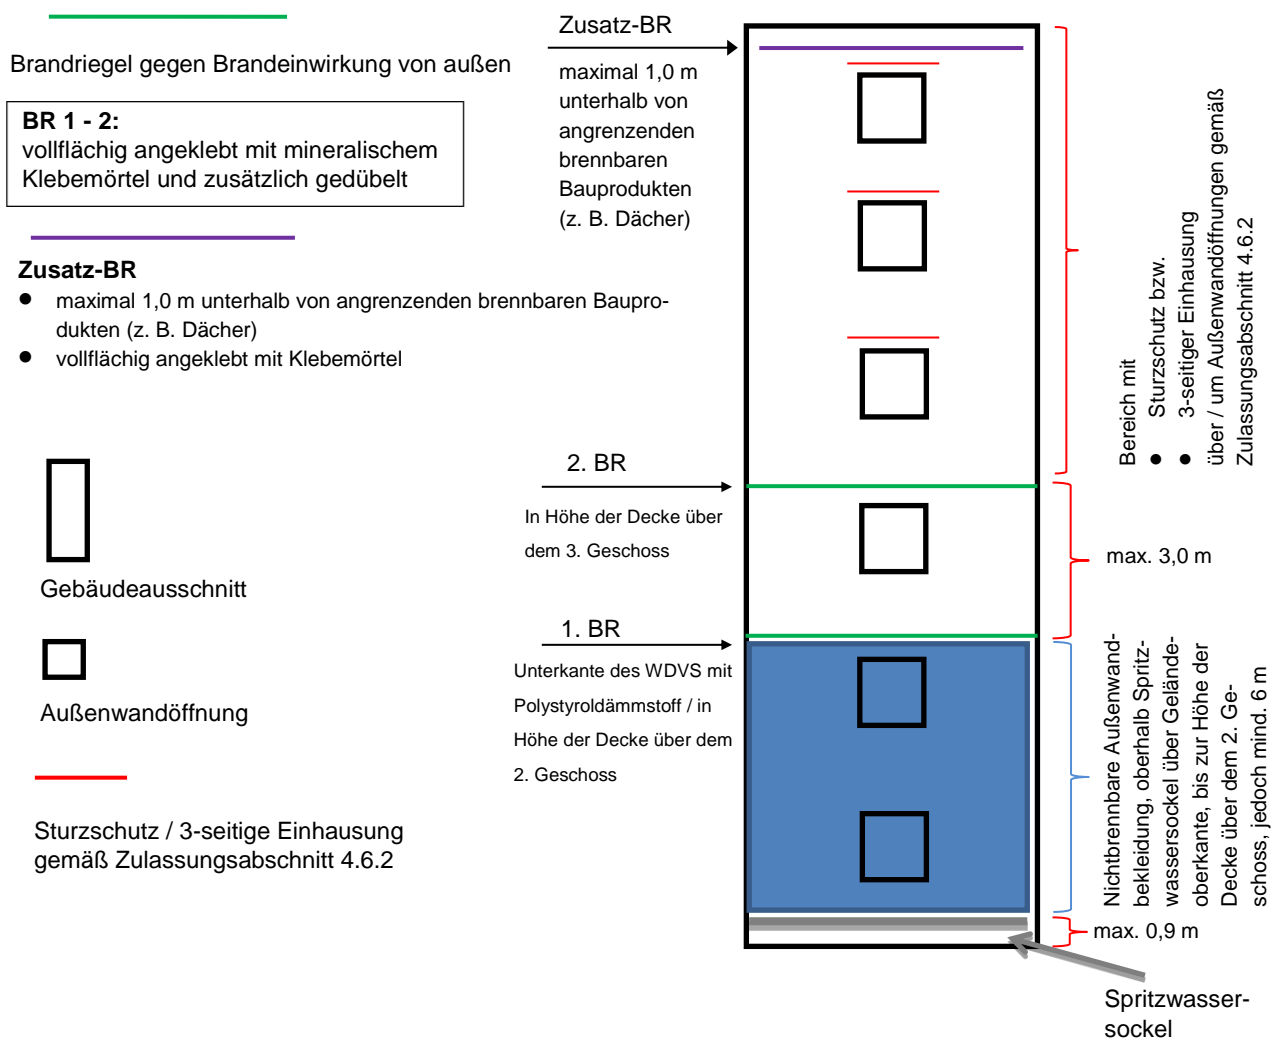 Brandriegel gegen Brandeinwirkung von außen
BR 1 - 2:
vollflächig angeklebt mit mineralischem
Klebemörtel und zusätzlich gedübelt
Zusatz-BR
● maximal 1,0 m unterhalb von angrenzenden brennbaren Baupro-
dukten (z. B. Dächer)
● vollflächig angeklebt mit Klebemörtel
Gebäudeausschnitt
Außenwandöffnung
Sturzschutz / 3-seitige Einhausung
gemäß Zulassungsabschnitt 4.6.2
Zusatz-BR
maximal 1,0 m
unterhalb von
angrenzenden
brennbaren
Bauprodukten
(z. B. Dächer)
2. BR
In Höhe der Decke über
dem 3. Geschoss
1. BR
Unterkante des WDVS mit
Polystyroldämmstoff / in
Höhe der Decke über dem
2. Geschoss
Bereich mit
● Sturzschutz bzw.
● 3-seitiger Einhausung
über / um Außenwandöffnungen gemäß
Zulassungsabschnitt 4.6.2
max. 3,0 m
Nichtbrennbare Außenwand-
bekleidung, oberhalb Spritz-
wassersockel über Gelände-
oberkante, bis zur Höhe der
Decke über dem 2. Ge-
schoss, jedoch mind. 6 m
max. 0,9 m
Spritzwasser-
sockel